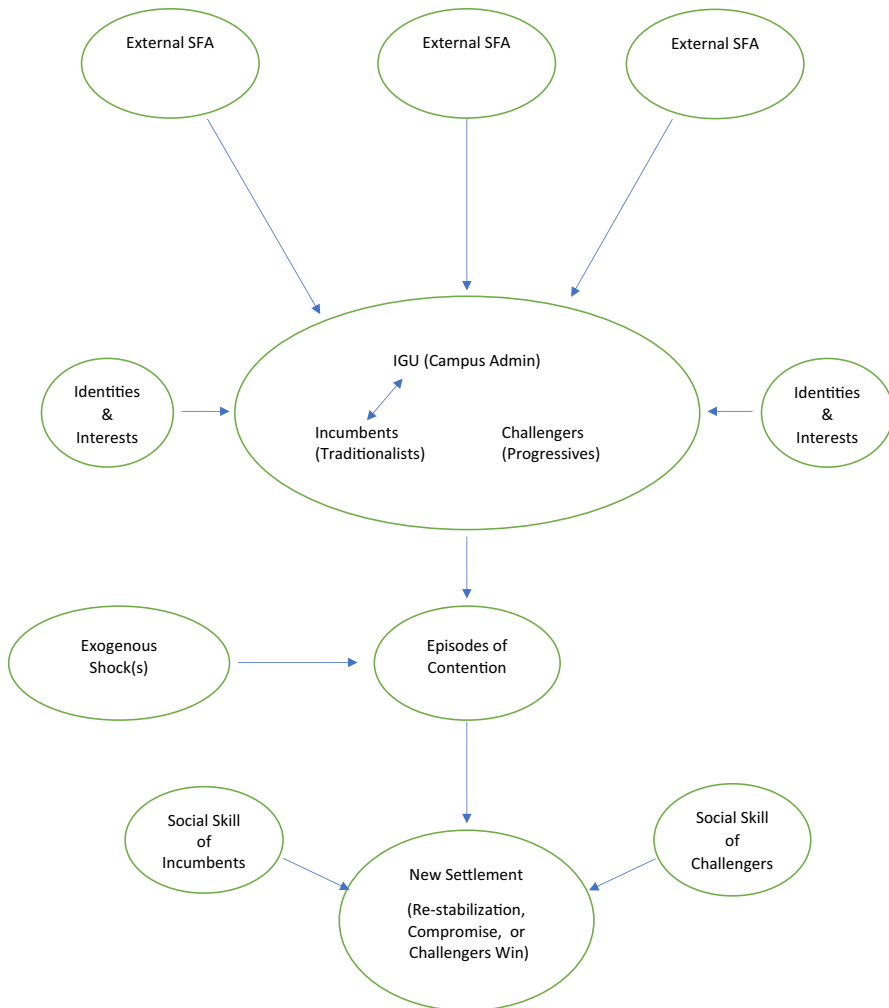 External SFA
External SFA
External SFA
IGU (Campus Admin)
Identities
&
Interests
Incumbents
(Traditionalists)
Challengers
(Progressives)
Identities
&
Interests
Exogenous
Shock(s)
Episodes of
Contention
Social Skill
of
Incumbents
Social Skill
of
Challengers
New Settlement
(Re-stabilization,
Compromise, or
Challengers Win)